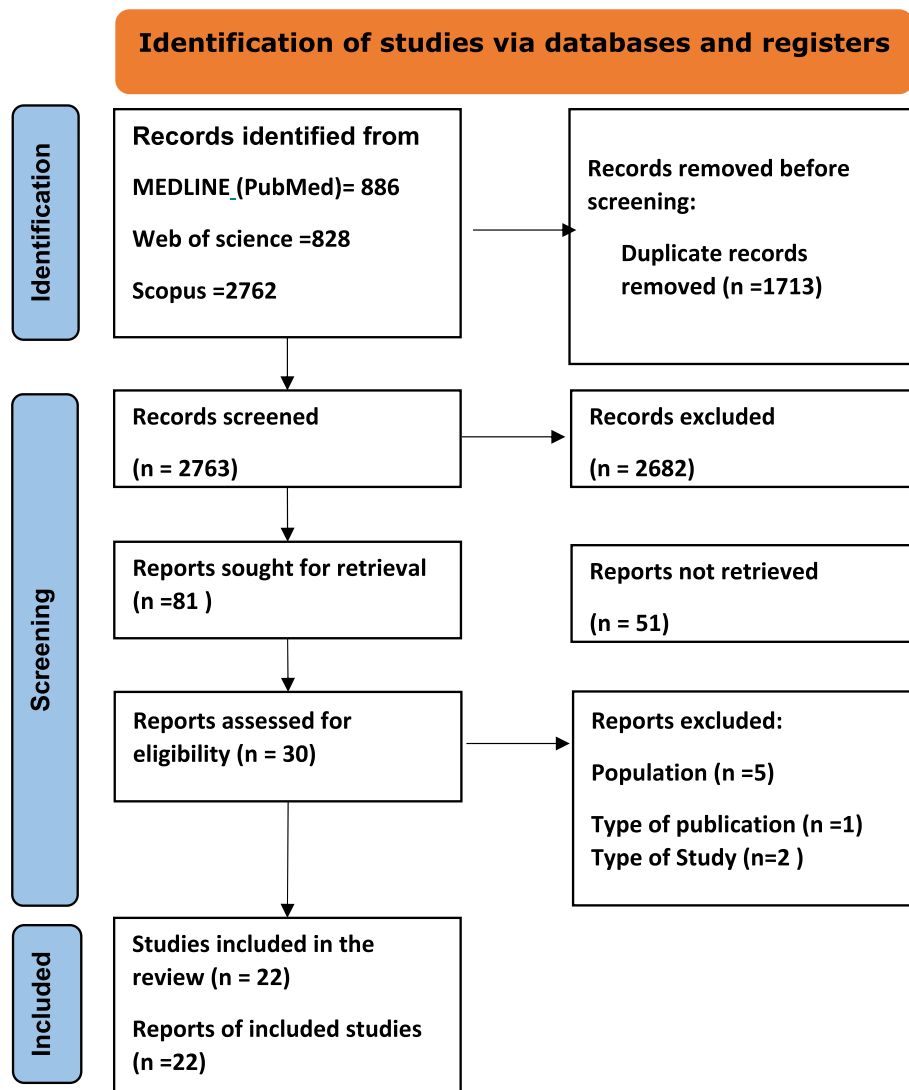 Identification of studies via databases and registers
Identification
Records identified from
MEDLINE (PubMed)= 886
Web of science =828
Scopus =2762
Records removed before
screening:
Duplicate records
removed (n =1713)
Screening
Records screened
(n = 2763)
Records excluded
(n = 2682)
Reports sought for retrieval
(n =81 )
Reports not retrieved
(n = 51)
Reports assessed for
eligibility (n = 30)
Reports excluded:
Population (n =5)
Type of publication (n =1)
Type of Study (n=2 )
Included
Studies included in the
review (n = 22)
Reports of included studies
(n =22)